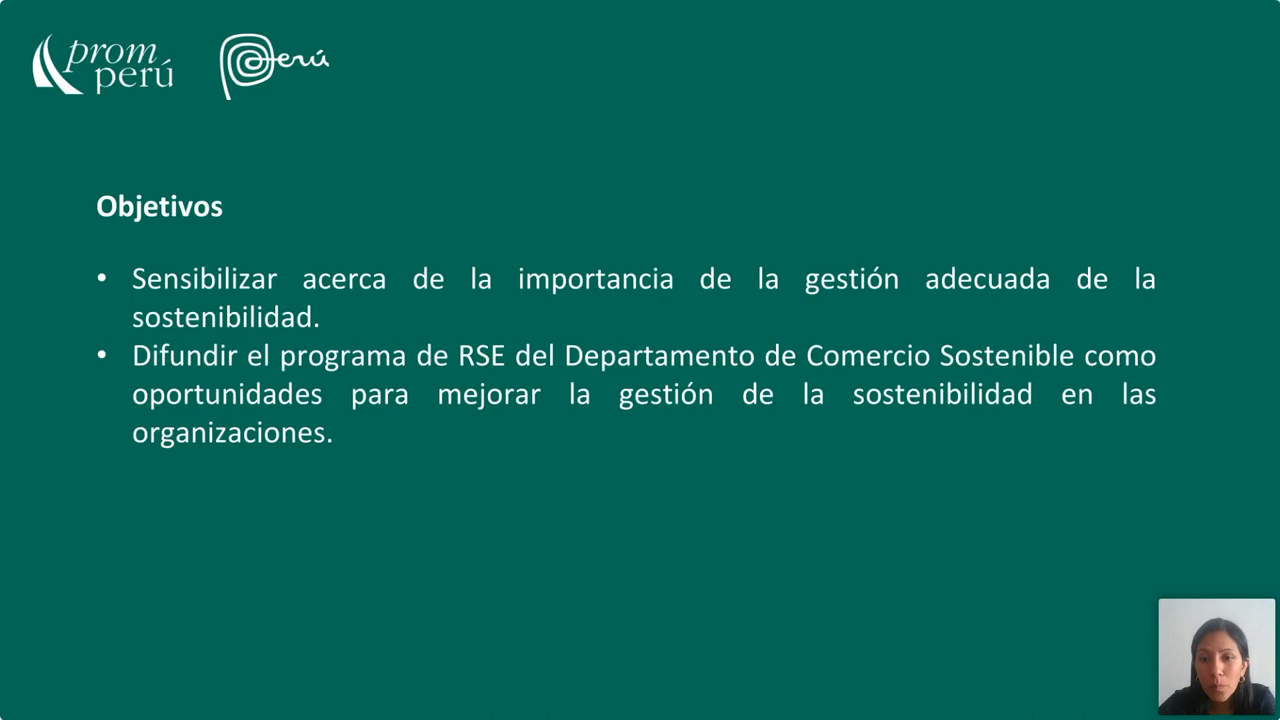 prom
perú
Perú
Objetivos
• Sensibilizar acerca de la importancia de la gestión adecuada de la
sostenibilidad.
• Difundir el programa de RSE del Departamento de Comercio Sostenible como
oportunidades para mejorar la gestión de la sostenibilidad en las
organizaciones.